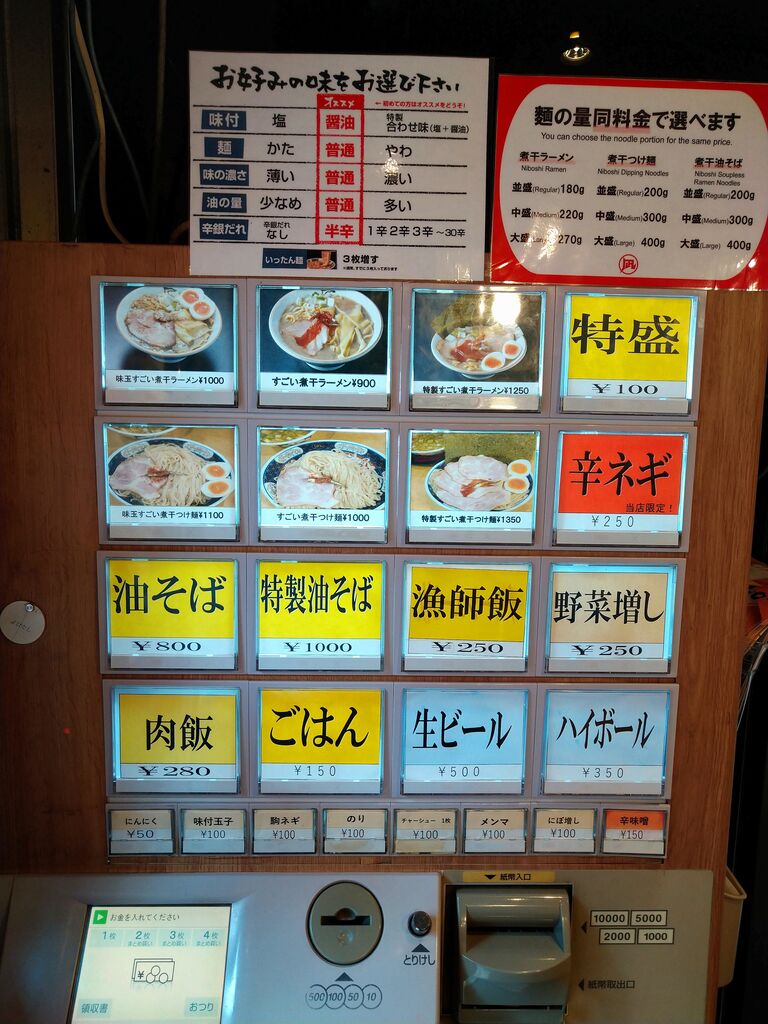 お好み の味を お選び下さい
オススメ ←初めての方はオススメをどうぞ!
味付 塩 醤油 特製 合わせ味(塩+醤油)
麺 かた 普通 やわ
味の濃さ 薄い 普通 濃い
油の量 少なめ 普通 多い
辛銀だれ 辛銀だれなし 半辛 1辛2辛3辛~30辛
いったん麺 3枚増す
麺の量同料金で選べます
You can choose the noodle portion for the same price.
煮干ラーメン 煮干つけ麺 煮干油そば
Niboshi Ramen Niboshi Dipping Noodles Niboshi Soupless Ramen Noodles
並盛(Regular)180g 並盛(Regular)200g 並盛(Regular)200g
中盛(Medium)220g 中盛(Medium)300g 中盛(Medium)300g
大盛(Large)270g 大盛(Large) 400g 大盛(Large) 400g
凪
味玉すごい煮干ラーメン¥1000
すごい煮干ラーメン¥900
特製すごい煮干ラーメン¥1250
特盛
¥100
味玉すごい煮干つけ麺¥1100
すごい煮干つけ麺¥1000
特製すごい煮干つけ麺¥1350
辛ネギ
当店限定!
¥250
油そば
¥800
特製油そば
¥1000
漁師飯
¥250
野菜増し
¥250
肉飯
¥280
ごはん
¥150
生ビール
¥500
ハイボール
¥350
にんにく
¥50
味付玉子
¥100
駒ネギ
¥100
のり
¥100
チャーシュー 1枚
¥100
メンマ
¥100
にぼ増し
¥100
辛味噌
¥150
お金を入れてください
1枚 2枚 3枚 4枚
まとめ買い まとめ買い まとめ買い
¥
領収書 おつり
500 100 50 10
とりけし
紙幣入口
10000 5000
2000 1000
紙幣取出口